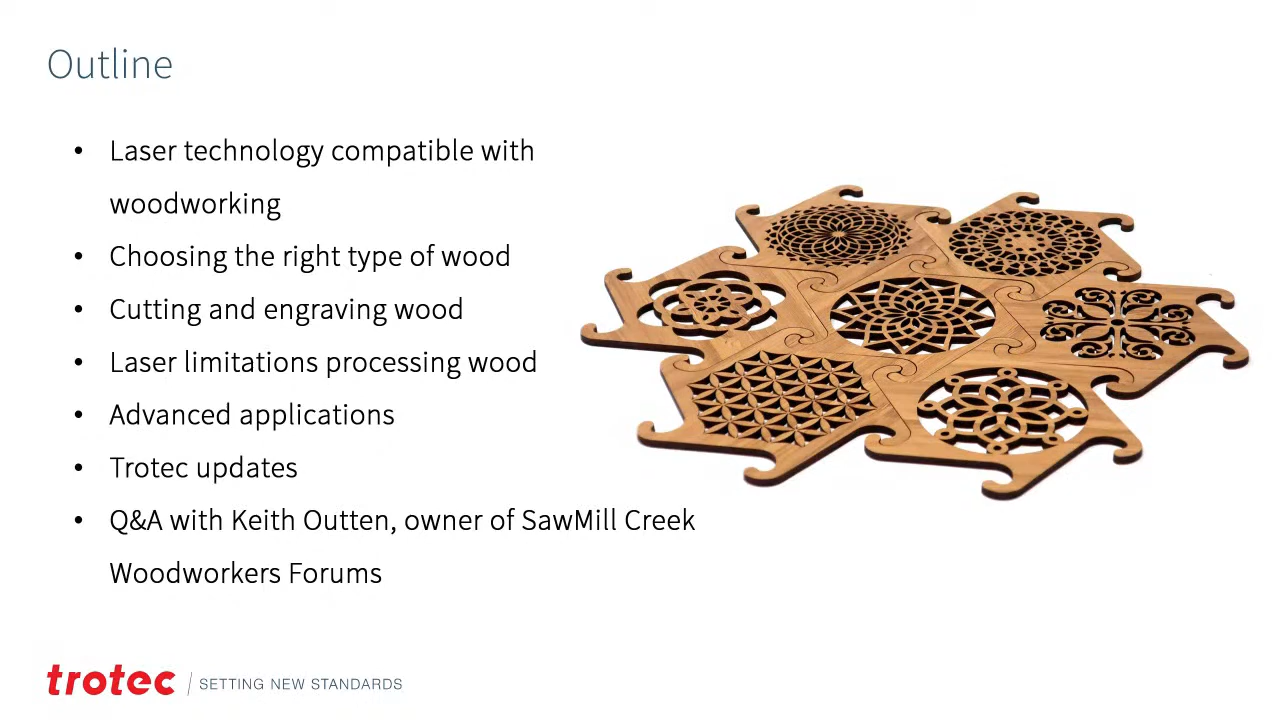 Outline
• Laser technology compatible with
woodworking
• Choosing the right type of wood
• Cutting and engraving wood
• Laser limitations processing wood
• Advanced applications
• Trotec updates
• Q&A with Keith Outten, owner of SawMill Creek
Woodworkers Forums
trotec / SETTING NEW STANDARDS